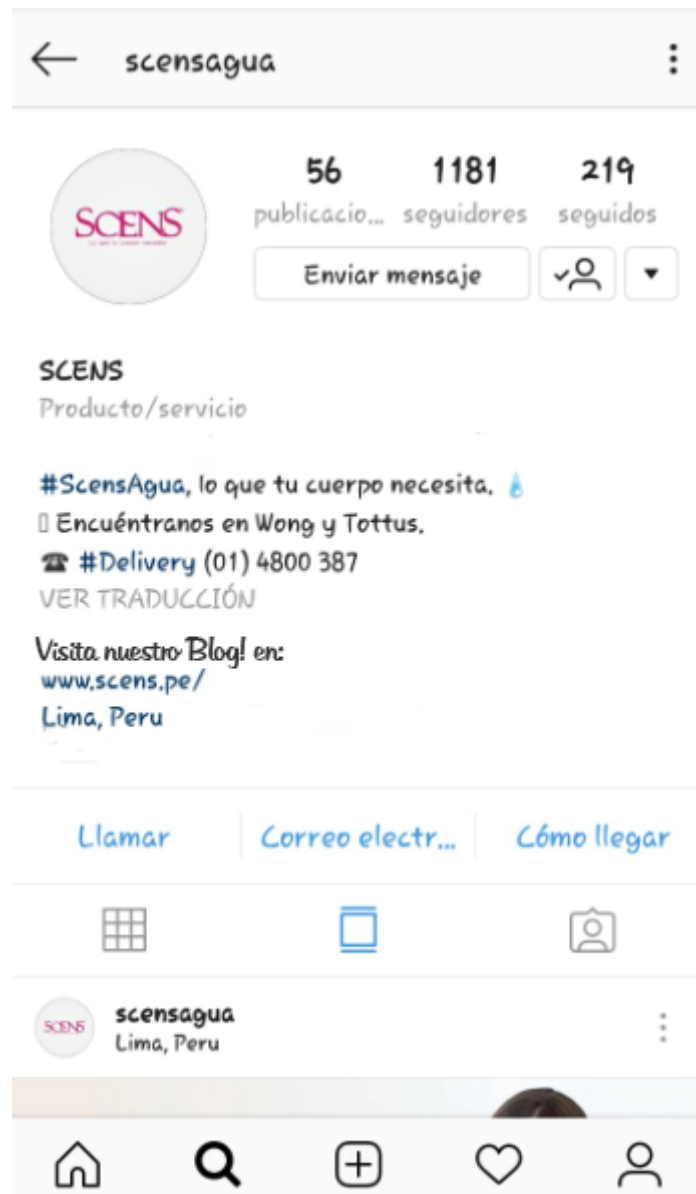 scensagua
56 1181 219
publicacio... seguidores seguidos
SCENS
Enviar mensaje
SCENS
Producto/servicio
#ScensAgua, lo que tu cuerpo necesita.
Encuéntranos en Wong y Tottus.
#Delivery (01) 4800 387
VER TRADUCCIÓN
Visita nuestro Blog! en:
www.scens.pe/
Lima, Peru
Llamar Correo electr... Cómo llegar
SCENS
scensagua
Lima, Peru